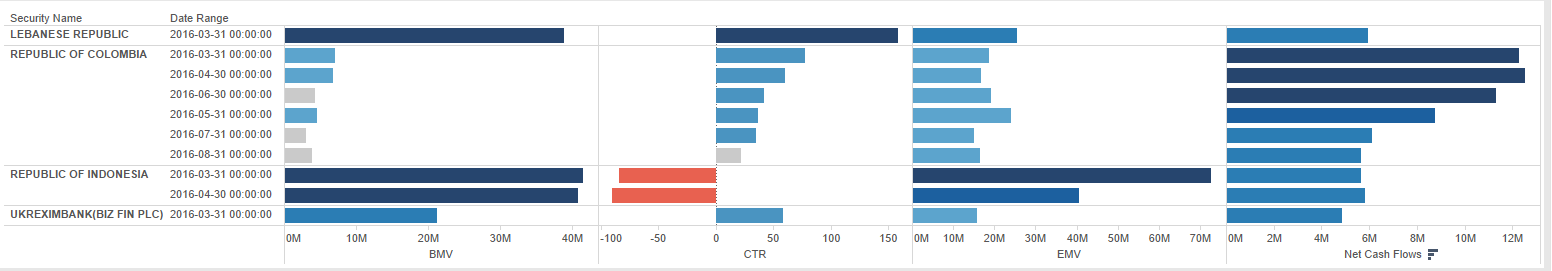 Security Name Date Range
LEBANESE REPUBLIC 2016-03-31 00:00:00
REPUBLIC OF COLOMBIA 2016-03-31 00:00:00
2016-04-30 00:00:00
2016-06-30 00:00:00
2016-05-31 00:00:00
2016-07-31 00:00:00
2016-08-31 00:00:00
REPUBLIC OF INDONESIA 2016-03-31 00:00:00
2016-04-30 00:00:00
UKREXIMBANK(BIZ FIN PLC) 2016-03-31 00:00:00
0M 10M 20M 30M 40M -100 -50 0 50 100 150 0M 10M 20M 30M 40M 50M 60M 70M 0M 2M 4M 6M 8M 10M 12M
BMV CTR EMV Net Cash Flows